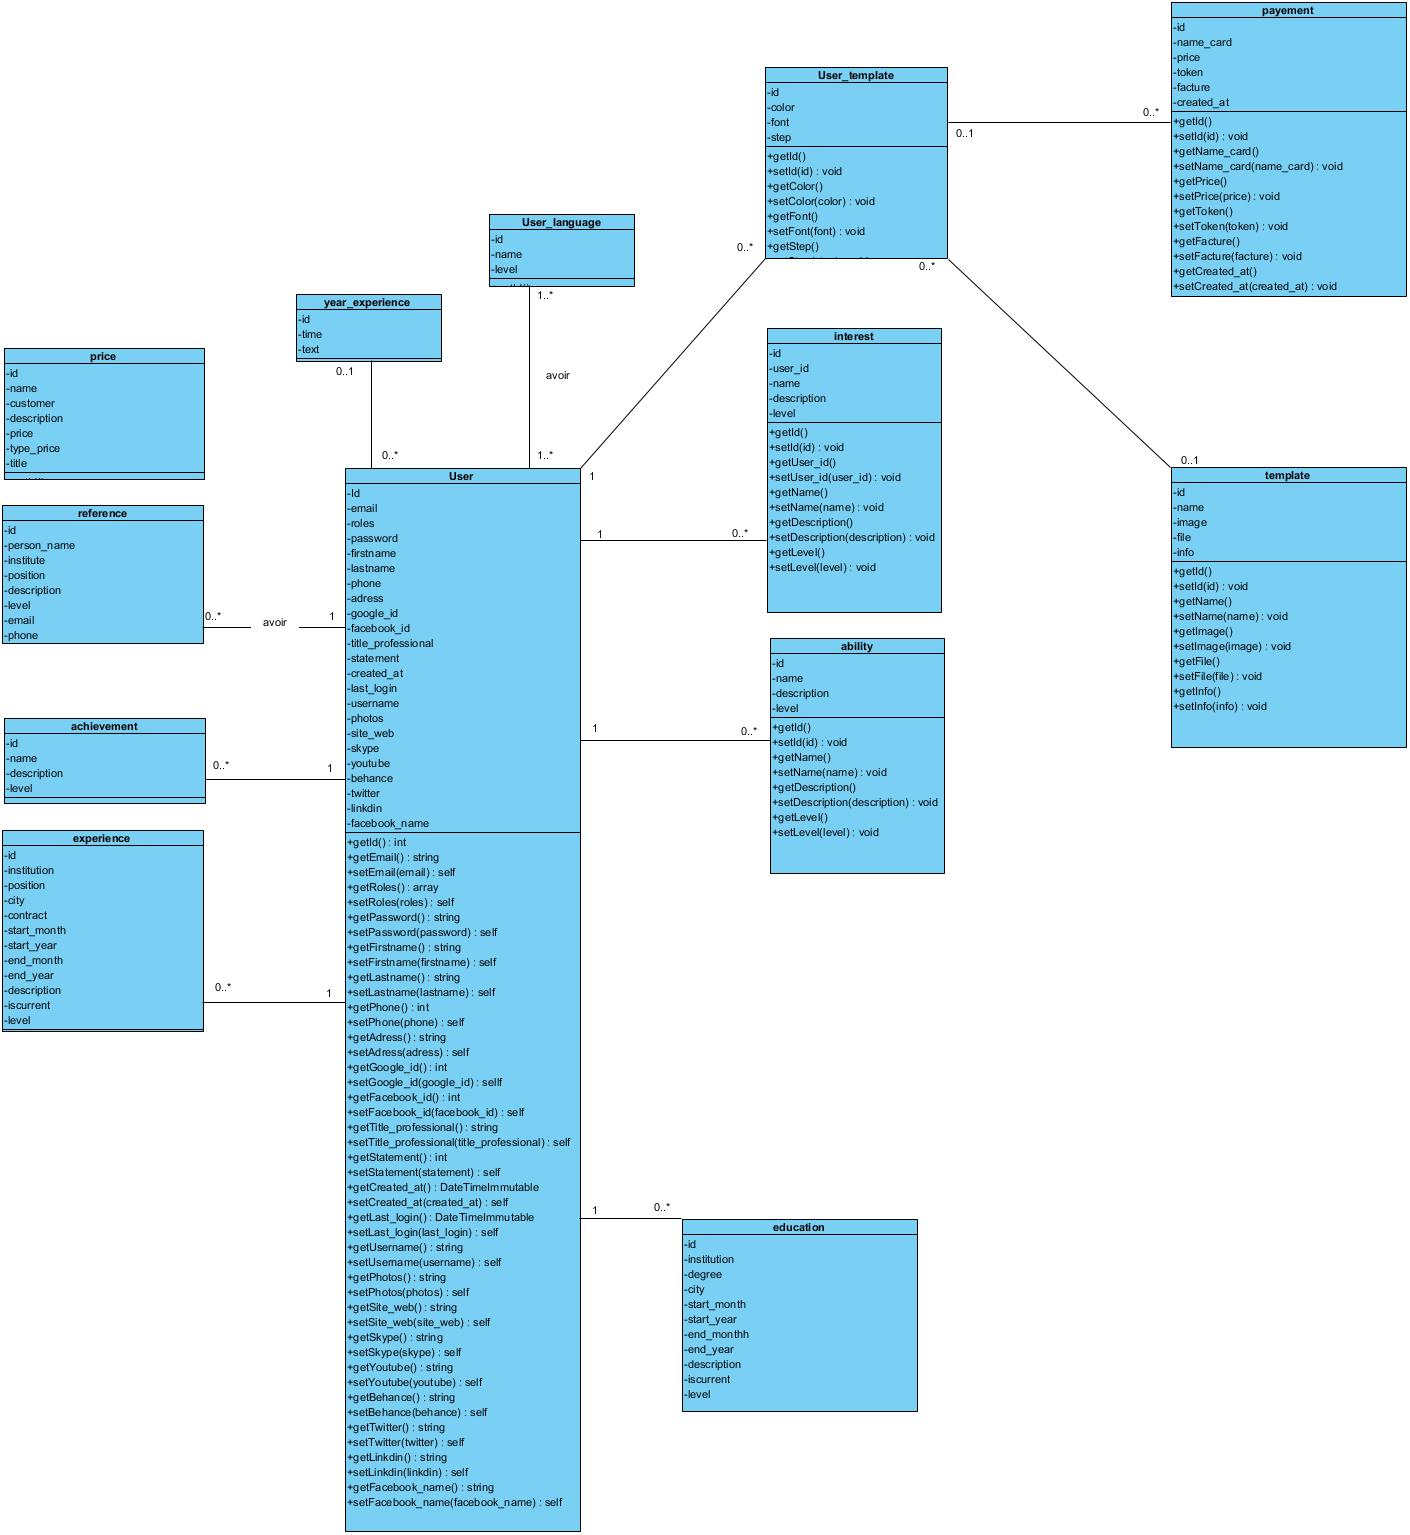 payement
-id
-name_card
-price
-token
-facture
-created_at
+getId()
+setId(id) : void
+getName_card()
+setName_card(name_card) : void
+getPrice()
+setPrice(price) : void
+getToken()
+setToken(token) : void
+getFacture()
+setFacture(facture) : void
+getCreated_at()
+setCreated_at(created_at) : void
User_template
-id
-color
-font
-step
+getId()
+setId(id) : void
+getColor()
+setColor(color) : void
+getFont()
+setFont(font) : void
+getStep()
0..1
0..*
0..*
0..*
User_language
-id
-name
-level
1..*
avoir
1..*
year_experience
-id
-time
-text
0..1
0..*
price
-id
-name
-customer
-description
-price
-type_price
-title
interest
-id
-user_id
-name
-description
-level
+getId()
+setId(id) : void
+getUser_id()
+setUser_id(user_id) : void
+getName()
+setName(name) : void
+getDescription()
+setDescription(description) : void
+getLevel()
+setLevel(level) : void
0..1
template
-id
-name
-image
-file
-info
+getId()
+setId(id) : void
+getName()
+setName(name) : void
+getImage()
+setImage(image) : void
+getFile()
+setFile(file) : void
+getInfo()
+setInfo(info) : void
1
1
0..*
reference
-id
-person_name
-institute
-position
-description
-level
-email
-phone
0..*
avoir
1
achievement
-id
-name
-description
-level
0..*
1
experience
-id
-institution
-position
-city
-contract
-start_month
-start_year
-end_month
-end_year
-description
-iscurrent
-level
0..*
1
User
-Id
-email
-roles
-password
-firstname
-lastname
-phone
-adress
-google_id
-facebook_id
-title_professional
-statement
-created_at
-last_login
-username
-photos
-site_web
-skype
-youtube
-behance
-twitter
-linkdin
-facebook_name
+getId() : int
+getEmail() : string
+setEmail(email) : self
+getRoles() : array
+setRoles(roles) : self
+getPassword() : string
+setPassword(password) : self
+getFirstname() : string
+setFirstname(firstname) : self
+getLastname() : string
+setLastname(lastname) : self
+getPhone() : int
+setPhone(phone) : self
+getAdress() : string
+setAdress(adress) : self
+getGoogle_id() : int
+setGoogle_id(google_id) : sellf
+getFacebook_id() : int
+setFacebook_id(facebook_id) : self
+getTitle_professional() : string
+setTitle_professional(title_professional) : self
+getStatement() : int
+setStatement(statement) : self
+getCreated_at() : DateTimeImmutable
+setCreated_at(created_at) : self
+getLast_login() : DateTimeImmutable
+setLast_login(last_login) : self
+getUsername() : string
+setUsername(username) : self
+getPhotos() : string
+setPhotos(photos) : self
+getSite_web() : string
+setSite_web(site_web) : self
+getSkype() : string
+setSkype(skype) : self
+getYoutube() : string
+setYoutube(youtube) : self
+getBehance() : string
+setBehance(behance) : self
+getTwitter() : string
+setTwitter(twitter) : self
+getLinkdin() : string
+setLinkdin(linkdin) : self
+getFacebook_name() : string
+setFacebook_name(facebook_name) : self
1
0..*
ability
-id
-name
-description
-level
+getId()
+setId(id) : void
+getName()
+setName(name) : void
+getDescription()
+setDescription(description) : void
+getLevel()
+setLevel(level) : void
1
0..*
education
-id
-institution
-degree
-city
-start_month
-start_year
-end_monthh
-end_year
-description
-iscurrent
-level